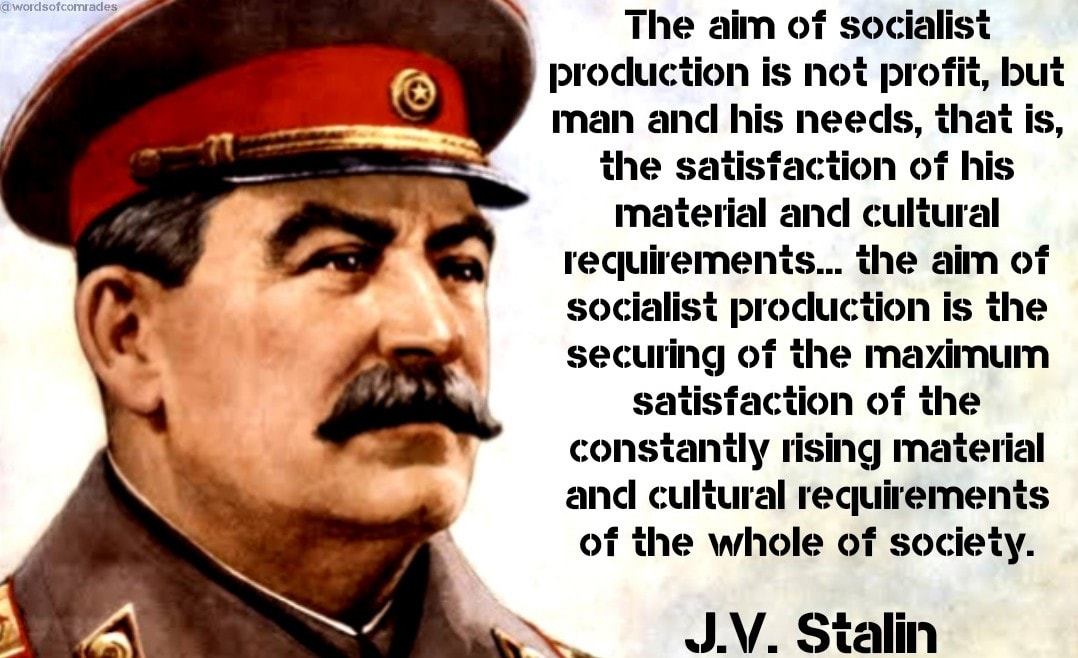 @wordsofcomrades
The aim of socialist
production is not profit, but
man and his needs, that is,
the satisfaction of his
material and cultural
requirements... the aim of
socialist production is the
securing of the maximum
satisfaction of the
constantly rising material
and cultural requirements
of the whole of society.
J.V. Stalin